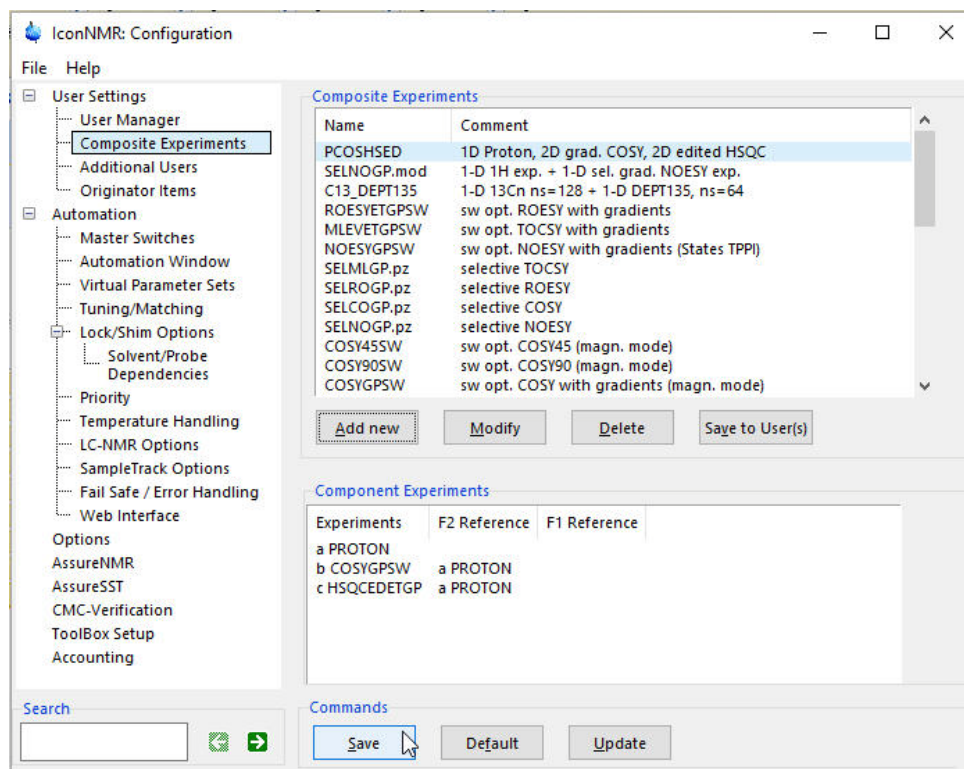 IconNMR: Configuration
File Help
User Settings
User Manager
Composite Experiments
Additional Users
Originator Items
Automation
Master Switches
Automation Window
Virtual Parameter Sets
Tuning/Matching
Lock/Shim Options
Solvent/Probe
Dependencies
Priority
Temperature Handling
LC-NMR Options
SampleTrack Options
Fail Safe / Error Handling
Web Interface
Options
AssureNMR
AssureSST
CMC-Verification
ToolBox Setup
Accounting
Search
Composite Experiments
Name Comment
PCOSHSED 1D Proton, 2D grad. COSY, 2D edited HSQC
SELNOGP.mod 1-D 1H exp. + 1-D sel. grad. NOESY exp.
C13_DEPT135 1-D 13Cn ns=128 + 1-D DEPT135, ns=64
ROESYETGPSW sw opt. ROESY with gradients
MLEVETGPSW sw opt. TOCSY with gradients
NOESYGPSW sw opt. NOESY with gradients (States TPPI)
SELMLGP.pz selective TOCSY
SELROGP.pz selective ROESY
SELCOGP.pz selective COSY
SELNOGP.pz selective NOESY
COSY45SW sw opt. COSY45 (magn. mode)
COSY90SW sw opt. COSY90 (magn. mode)
COSYGPSW sw opt. COSY with gradients (magn. mode)
Add new Modify Delete Save to User(s)
Component Experiments
Experiments F2 Reference F1 Reference
a PROTON
b COSYGPSW a PROTON
c HSQCEDETGP a PROTON
Commands
Save Default Update